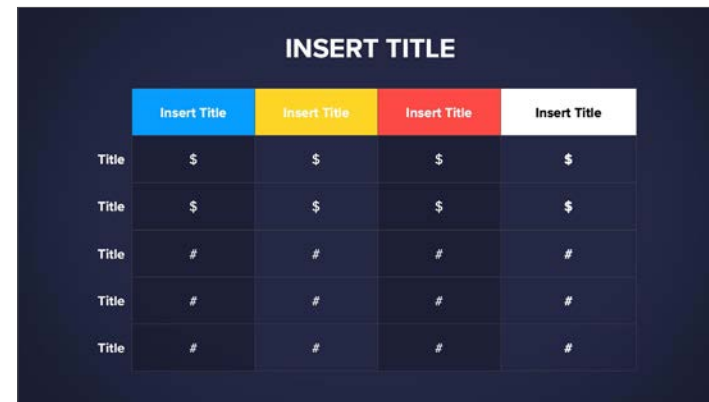 INSERT TITLE
Insert Title Insert Title Insert Title Insert Title
Title $ $ $ $
Title $ $ $ $
Title # # # #
Title # # # #
Title # # # #